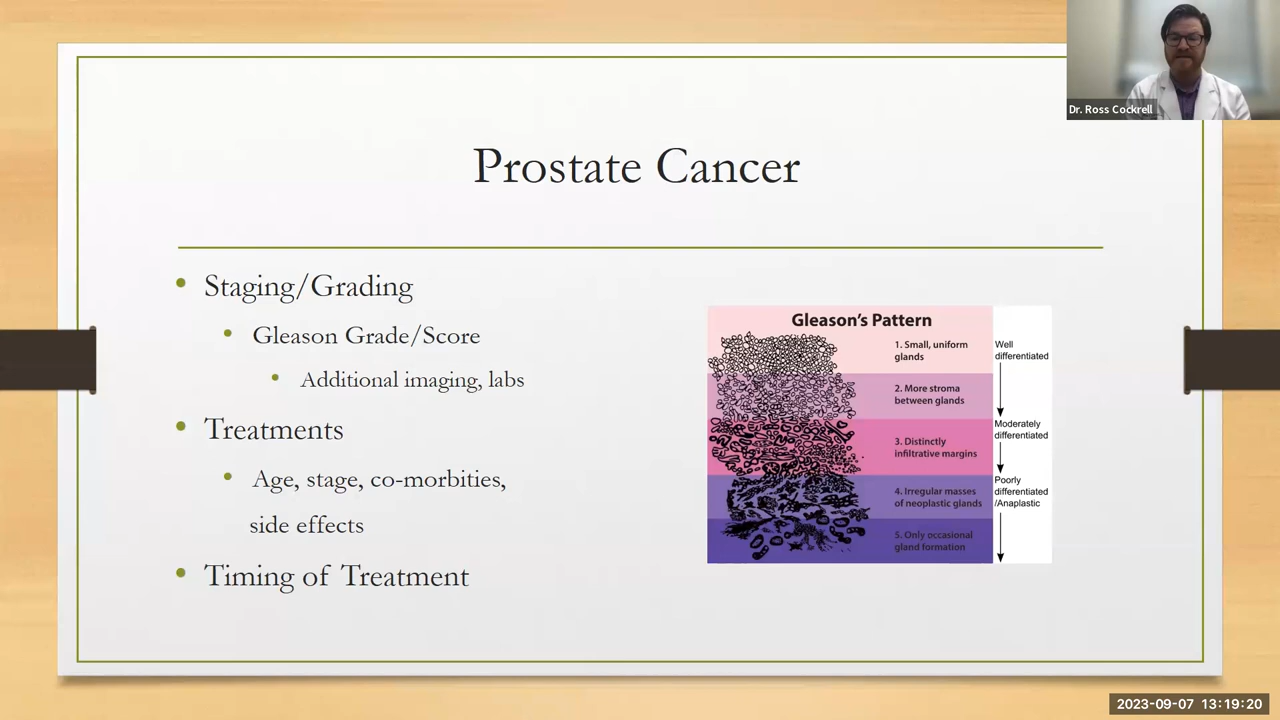 Dr. Ross Cockrell
Prostate Cancer
• Staging/Grading
• Gleason Grade/Score
• Additional imaging, labs
• Treatments
• Age, stage, co-morbities,
side effects
• Timing of Treatment
Gleason's Pattern
1. Small, uniform
glands
2. More stroma
between glands
3. Distinctly
infiltrative margins
4. Irregular masses
of neoplastic glands
5. Only occasional
gland formation
Well
differentiated
Moderately
differentiated
Poorly
differentiated
/Anaplastic
2023-09-07 13:19:20